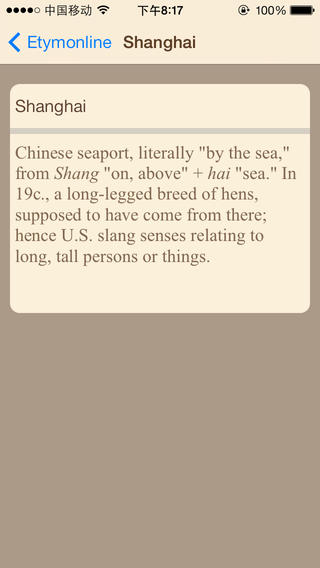 中国移动 下午8:17 100%
Etymonline Shanghai
Shanghai
Chinese seaport, literally "by the sea,"
from Shang "on, above" + hai "sea." In
19c., a long-legged breed of hens,
supposed to have come from there;
hence U.S. slang senses relating to
long, tall persons or things.